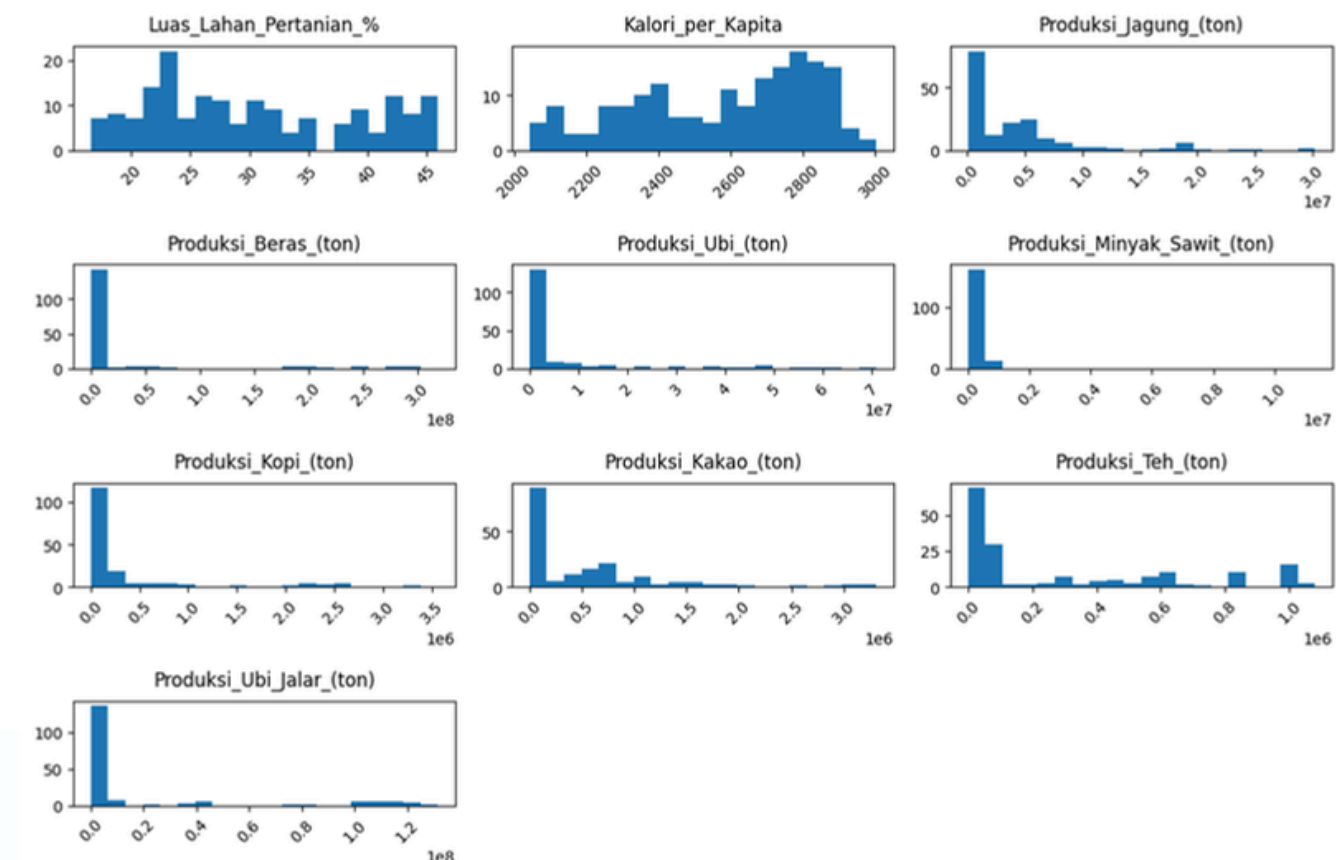 Luas_Lahan_Pertanian_%
20
10
0
20 25 30 35 40 45
Kalori_per_Kapita
10
0
2000 2200 2400 2600 2800 3000
Produksi_Jagung_(ton)
50
0
0.0 0.5 1.0 1.5 2.0 2.5 3.0
1e7
Produksi_Beras_(ton)
100
50
0
0.0 0.5 1.0 1.5 2.0 2.5 3.0
1e8
Produksi_Ubi_(ton)
100
50
0
0 1 2 3 4 5 6 7
1e7
Produksi_Minyak_Sawit_(ton)
100
0
0.0 0.2 0.4 0.6 0.8 1.0
1e7
Produksi_Kopi_(ton)
100
50
0
0.0 0.5 1.0 1.5 2.0 2.5 3.0 3.5
1e6
Produksi_Kakao_(ton)
50
0
0.0 0.5 1.0 1.5 2.0 2.5 3.0
1e6
Produksi_Teh_(ton)
50
25
0
0.0 0.2 0.4 0.6 0.8 1.0
1e6
Produksi_Ubi_Jalar_(ton)
100
50
0
0.0 0.2 0.4 0.6 0.8 1.0 1.2
1e8